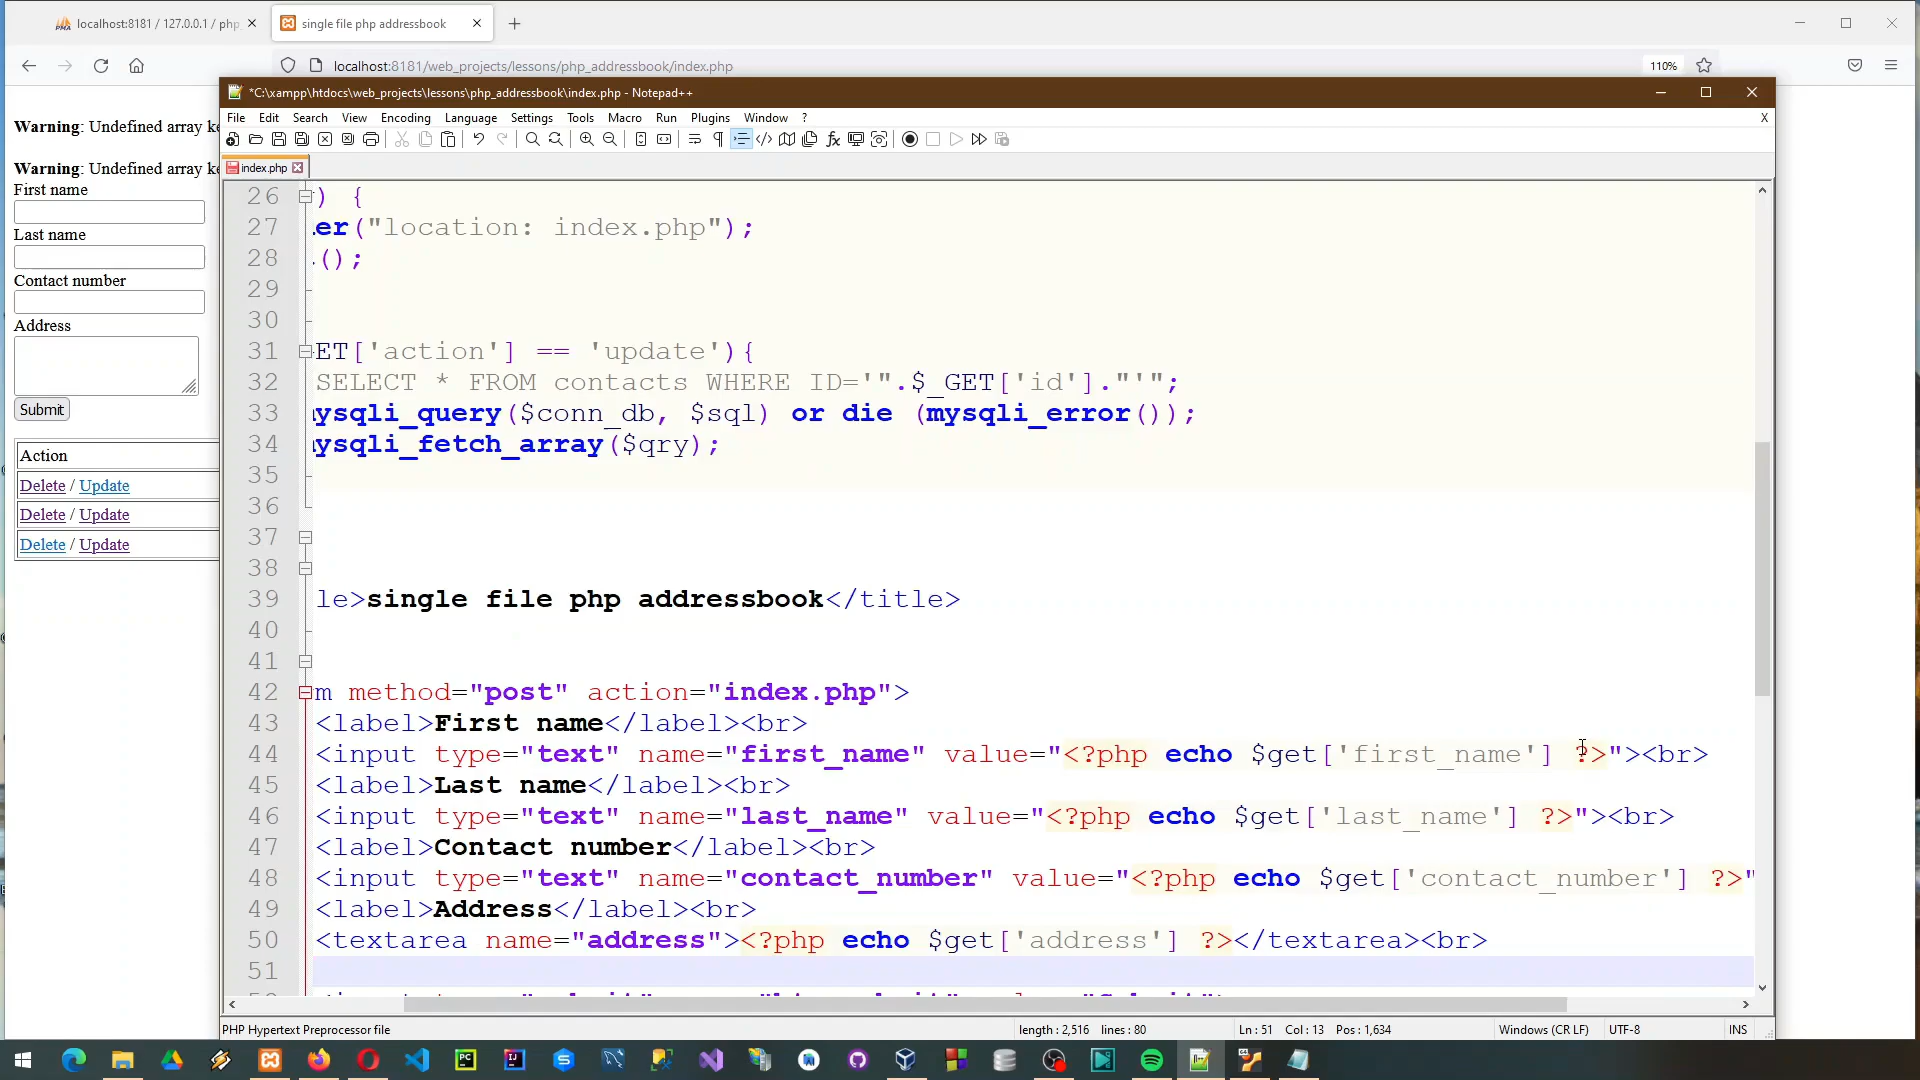 localhost:8181 / 127.0.0.1 / php_
single file php addressbook
localhost:8181/web_projects/lessons/php_addressbook/index.php
110%
*C:\xampp\htdocs\web_projects\lessons\php_addressbook\index.php - Notepad++
File Edit Search View Encoding Language Settings Tools Macro Run Plugins Window ?
X
index.php
Warning: Undefined array ke
Warning: Undefined array ke
First name
Last name
Contact number
Address
Submit
Action
Delete / Update
Delete / Update
Delete / Update
26 ) {
27 er("location: index.php");
28 ();
29
30
31 ET['action'] == 'update'){
32 SELECT * FROM contacts WHERE ID='".$_GET['id']."'";
33 ysqli_query($conn_db, $sql) or die (mysqli_error());
34 ysqli_fetch_array($qry);
35
36
37
38
39 le>single file php addressbook</title>
40
41
42 m method="post" action="index.php">
43 <label>First name</label><br>
44 <input type="text" name="first_name" value="<?php echo $get['first_name'] ?>"><br>
45 <label>Last name</label><br>
46 <input type="text" name="last_name" value="<?php echo $get['last_name'] ?>"><br>
47 <label>Contact number</label><br>
48 <input type="text" name="contact_number" value="<?php echo $get['contact_number'] ?>"
49 <label>Address</label><br>
50 <textarea name="address"><?php echo $get['address'] ?></textarea><br>
51
PHP Hypertext Preprocessor file
length : 2,516 lines : 80
Ln : 51 Col : 13 Pos : 1,634
Windows (CR LF)
UTF-8
INS